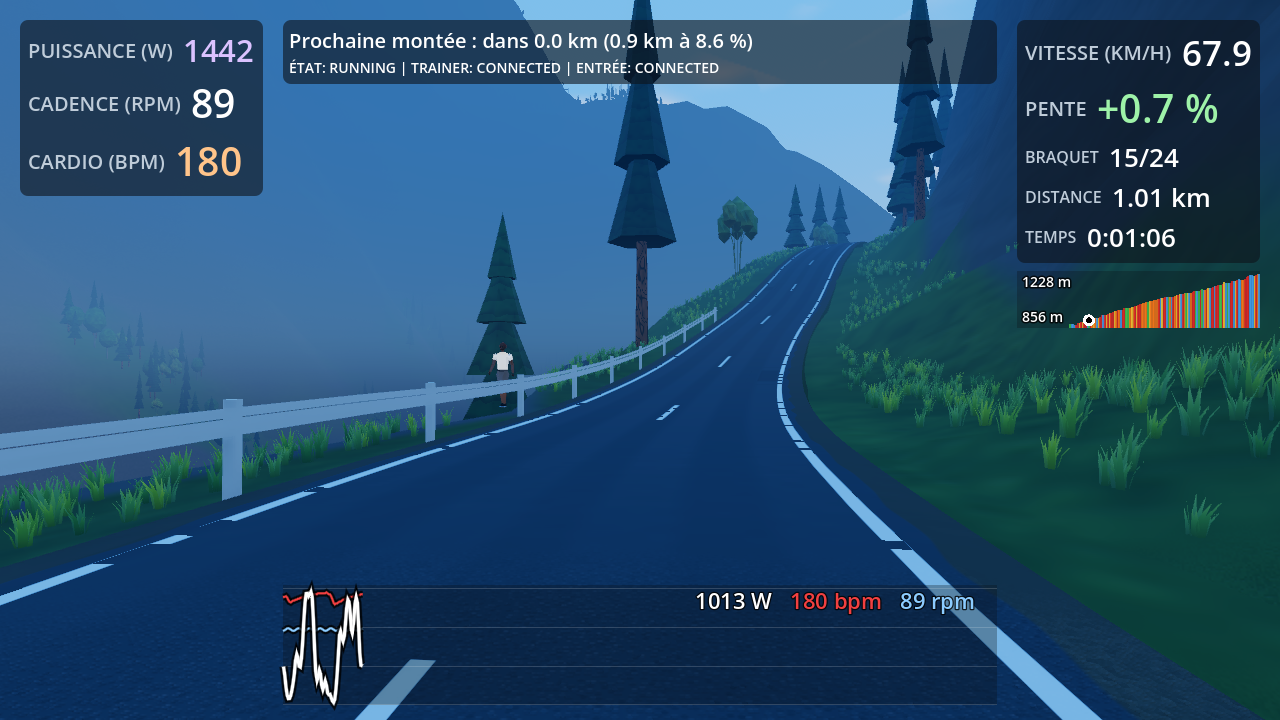 PUISSANCE (W) 1442
CADENCE (RPM) 89
CARDIO (BPM) 180
Prochaine montée : dans 0.0 km (0.9 km à 8.6 %)
ÉTAT: RUNNING | TRAINER: CONNECTED | ENTRÉE: CONNECTED
VITESSE (KM/H) 67.9
PENTE +0.7 %
BRAQUET 15/24
DISTANCE 1.01 km
TEMPS 0:01:06
1228 m
856 m
1013 W 180 bpm 89 rpm